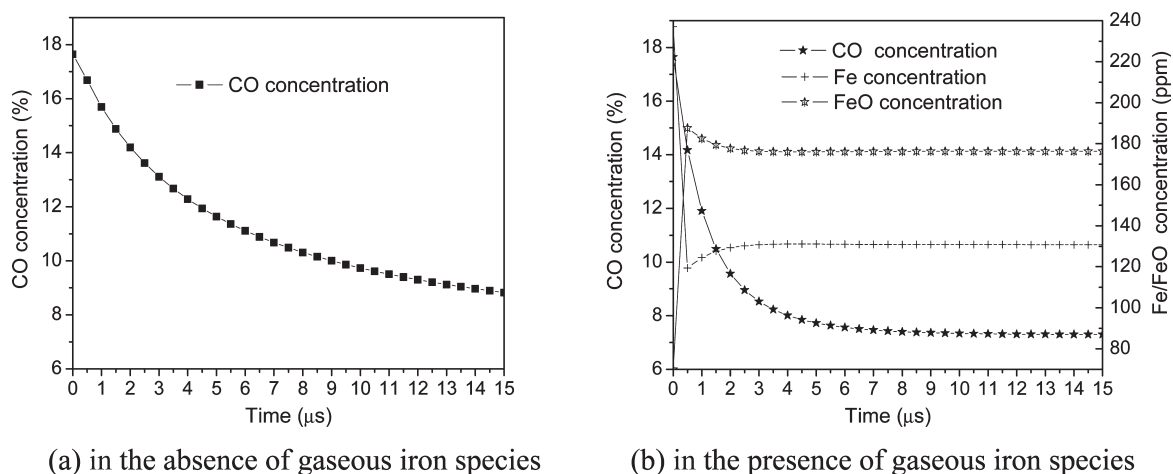 18
16
14
12
10
8
6
CO concentration (%)
CO concentration
0 1 2 3 4 5 6 7 8 9 10 11 12 13 14 15
Time (μs)
(a) in the absence of gaseous iron species
18
16
14
12
10
8
6
CO concentration (%)
CO concentration
Fe concentration
FeO concentration
240
220
200
180
160
140
120
100
80
Fe/FeO concentration (ppm)
0 1 2 3 4 5 6 7 8 9 10 11 12 13 14 15
Time (μs)
(b) in the presence of gaseous iron species